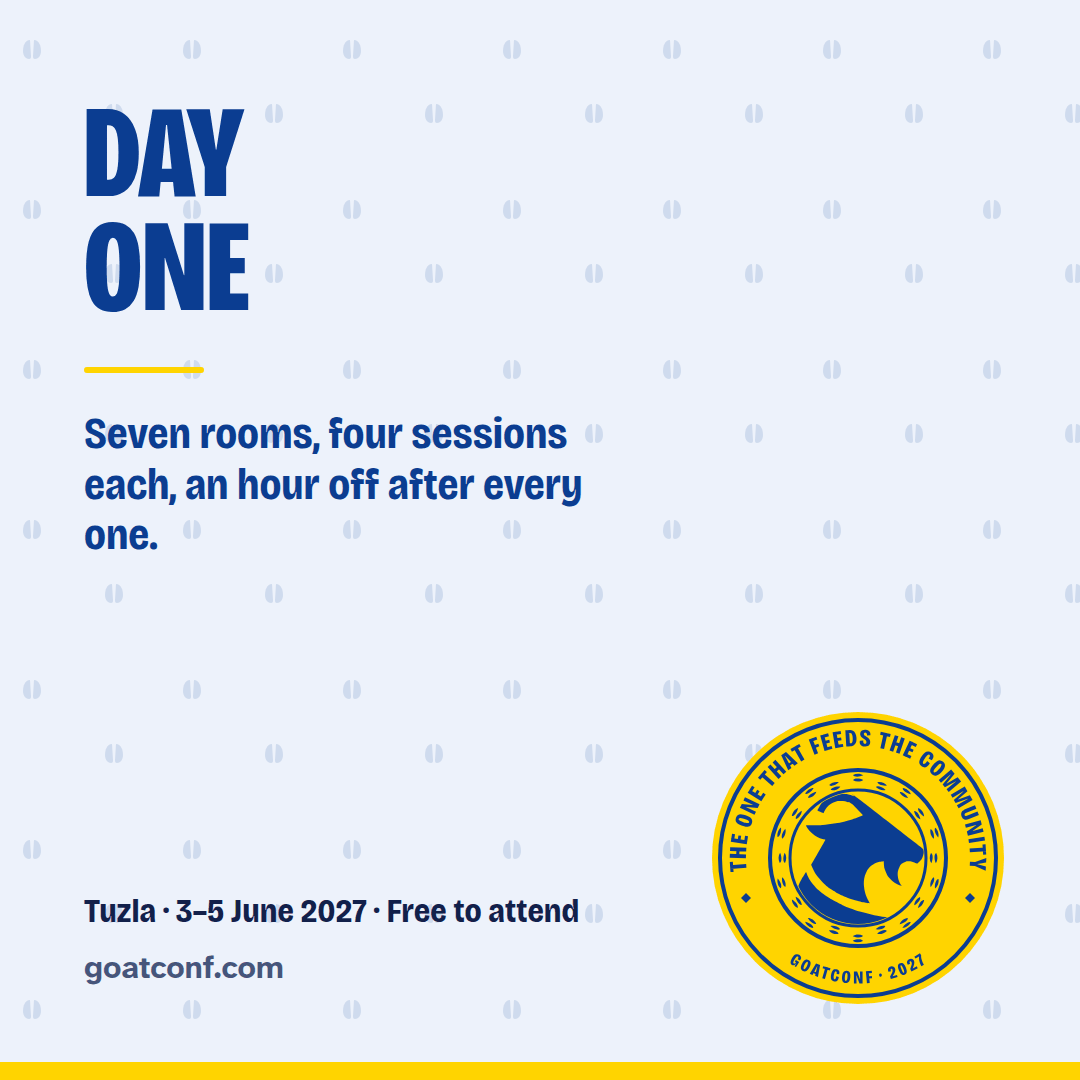 DAY
ONE
Seven rooms, four sessions
each, an hour off after every
one.
THE ONE THAT FEEDS THE COMMUNITY
GOATCONF · 2027
Tuzla · 3–5 June 2027 · Free to attend
goatconf.com